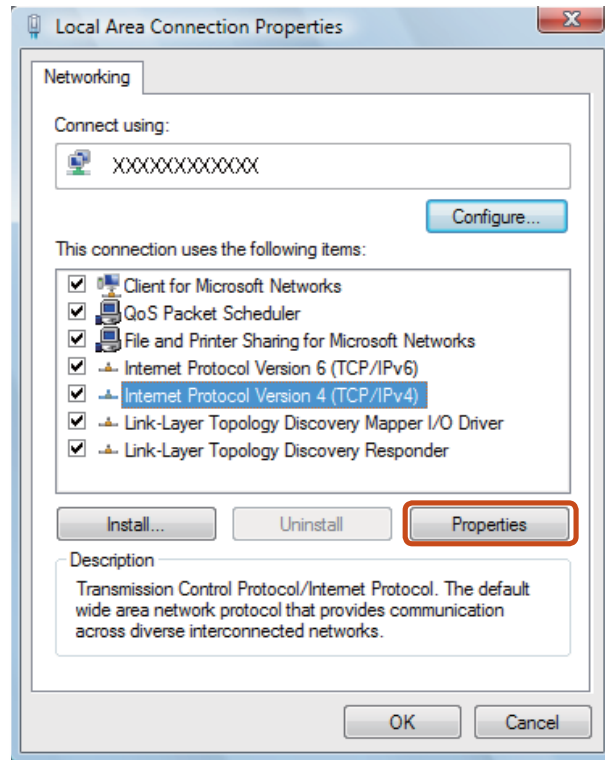 Local Area Connection Properties
Networking
Connect using:
XXXXXXXXXXXXX
Configure...
This connection uses the following items:
Client for Microsoft Networks
QoS Packet Scheduler
File and Printer Sharing for Microsoft Networks
Internet Protocol Version 6 (TCP/IPv6)
Internet Protocol Version 4 (TCP/IPv4)
Link-Layer Topology Discovery Mapper I/O Driver
Link-Layer Topology Discovery Responder
Install... Uninstall Properties
Description
Transmission Control Protocol/Internet Protocol. The default
wide area network protocol that provides communication
across diverse interconnected networks.
OK Cancel